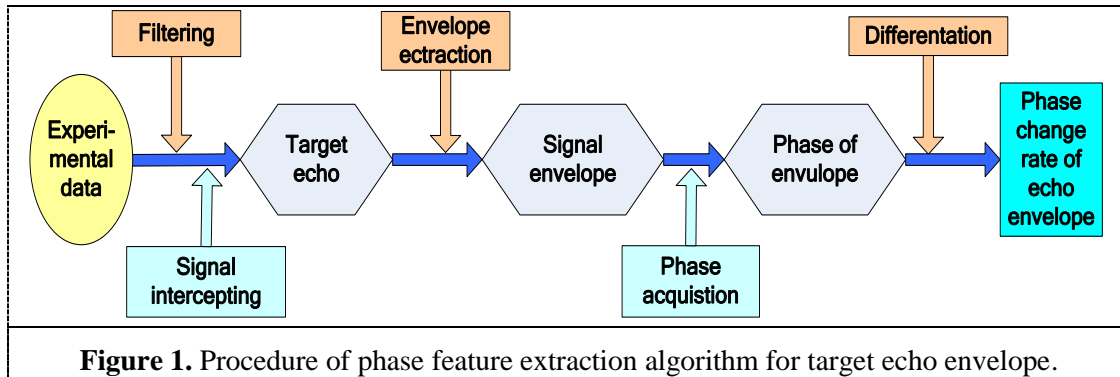 Filtering
Envelope
ectraction
Differentation
Experi-
mental
data
Target
echo
Signal
envelope
Phase of
envulope
Phase
change
rate of
echo
envelope
Signal
intercepting
Phase
acquistion
Figure 1. Procedure of phase feature extraction algorithm for target echo envelope.